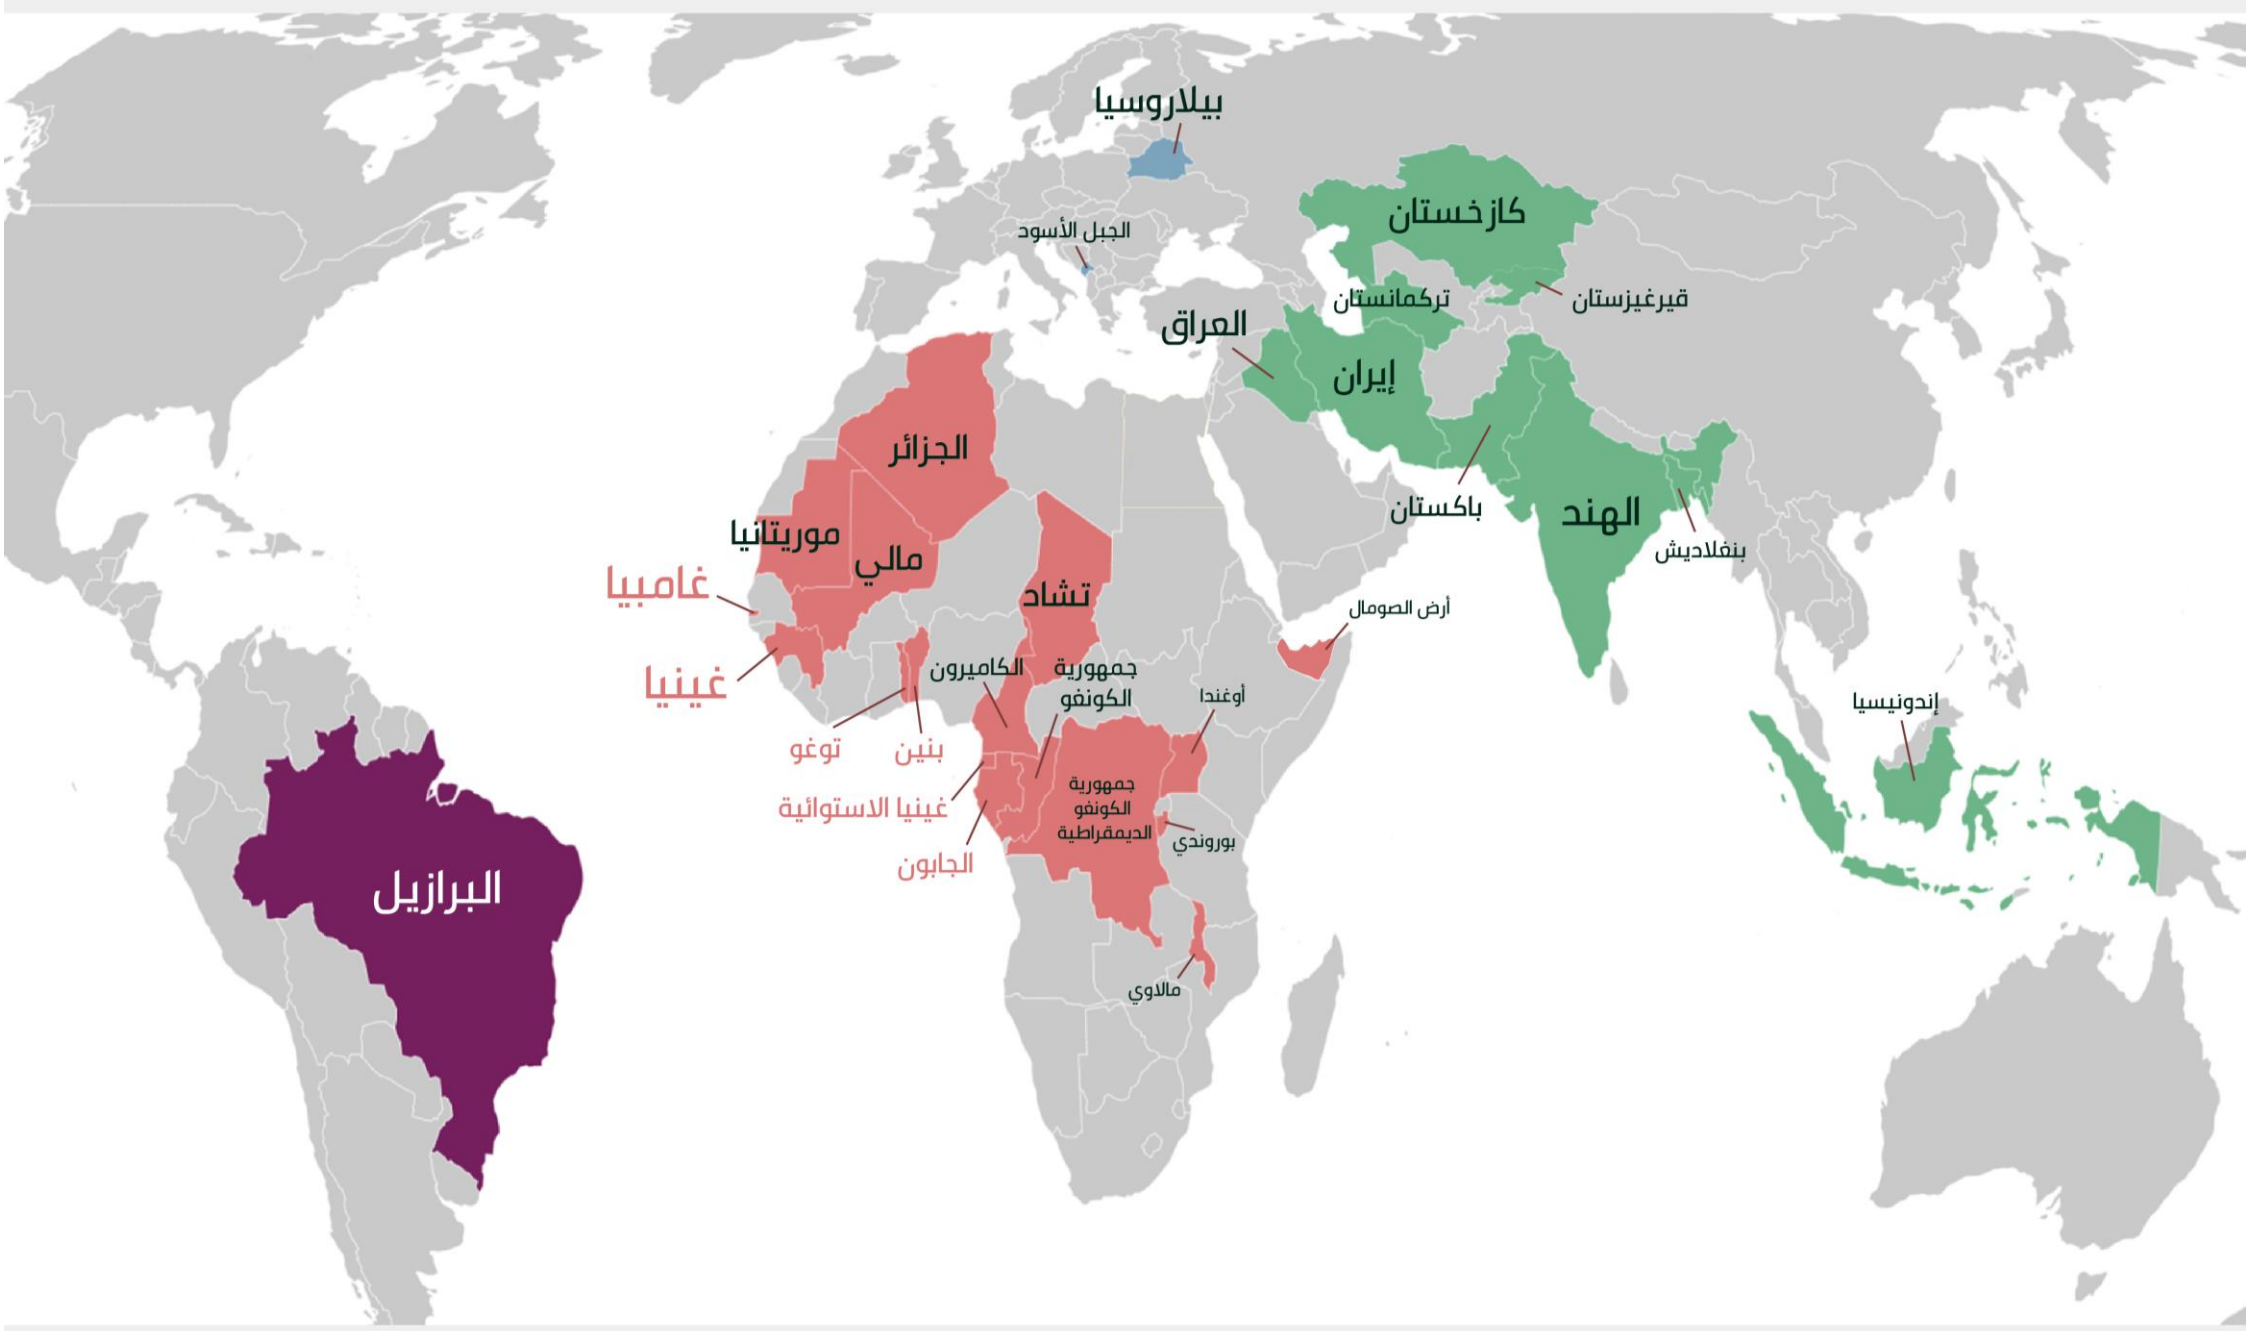 بيلاروسيا
الجبل الأسود
كازخستان
تركمانستان
قيرغيزستان
العراق
إيران
باكستان
الهند
بنغلاديش
إندونيسيا
الجزائر
موريتانيا
مالي
تشاد
غامبيا
غينيا
توغو
بنين
الكاميرون
جمهورية
الكونغو
أرض الصومال
أوغندا
غينيا الاستوائية
الجابون
جمهورية
الكونغو
الديمقراطية
بوروندي
مالاوي
البرازيل